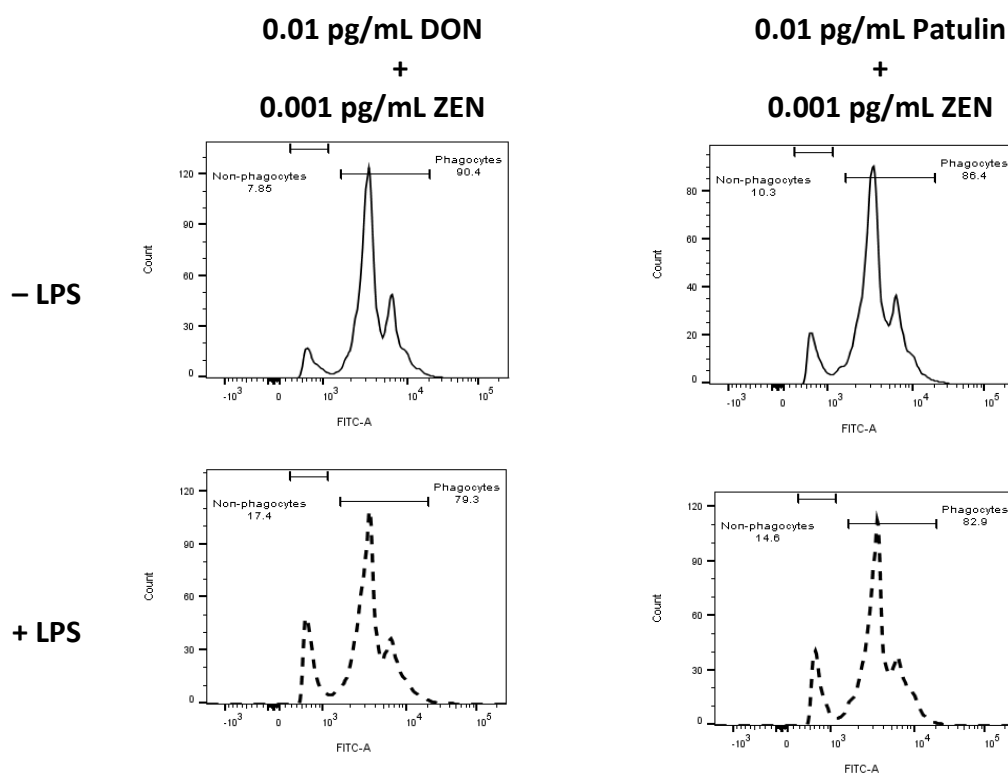 0.01 pg/mL DON
+
0.001 pg/mL ZEN
0.01 pg/mL Patulin
+
0.001 pg/mL ZEN
– LPS
Phagocytes
90.4
Non-phagocytes
7.85
120
90
60
30
0
Count
-10³ 0 10³ 10⁴ 10⁵
FITC-A
Phagocytes
86.4
Non-phagocytes
10.3
80
60
40
20
0
Count
-10³ 0 10³ 10⁴ 10⁵
FITC-A
+ LPS
Phagocytes
79.3
Non-phagocytes
17.4
120
90
60
30
0
Count
-10³ 0 10³ 10⁴ 10⁵
FITC-A
Phagocytes
82.9
Non-phagocytes
14.6
120
90
60
30
0
Count
-10³ 0 10³ 10⁴ 10⁵
FITC-A